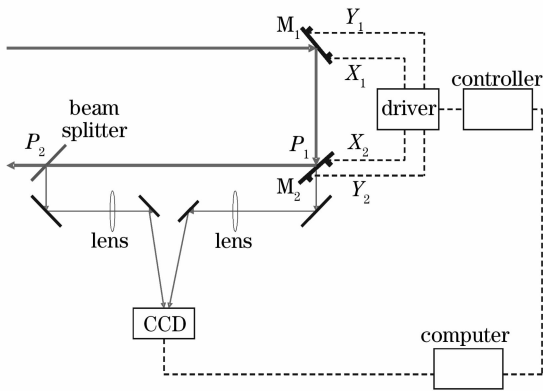 M₁
Y₁
X₁
controller
driver
beam
splitter
P₂
P₁
X₂
M₂
Y₂
lens
lens
CCD
computer